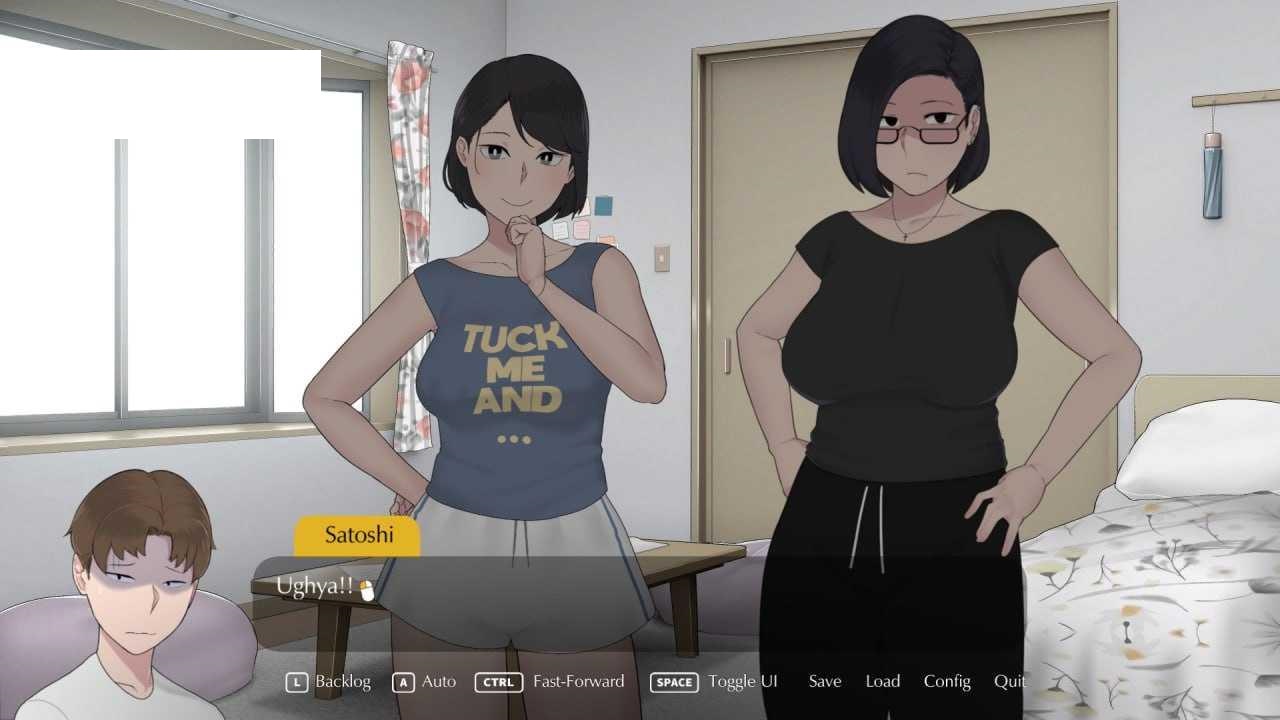 TUCK
ME
AND
...
Satoshi
Ughya!!
L Backlog A Auto CTRL Fast-Forward SPACE Toggle UI Save Load Config Quit